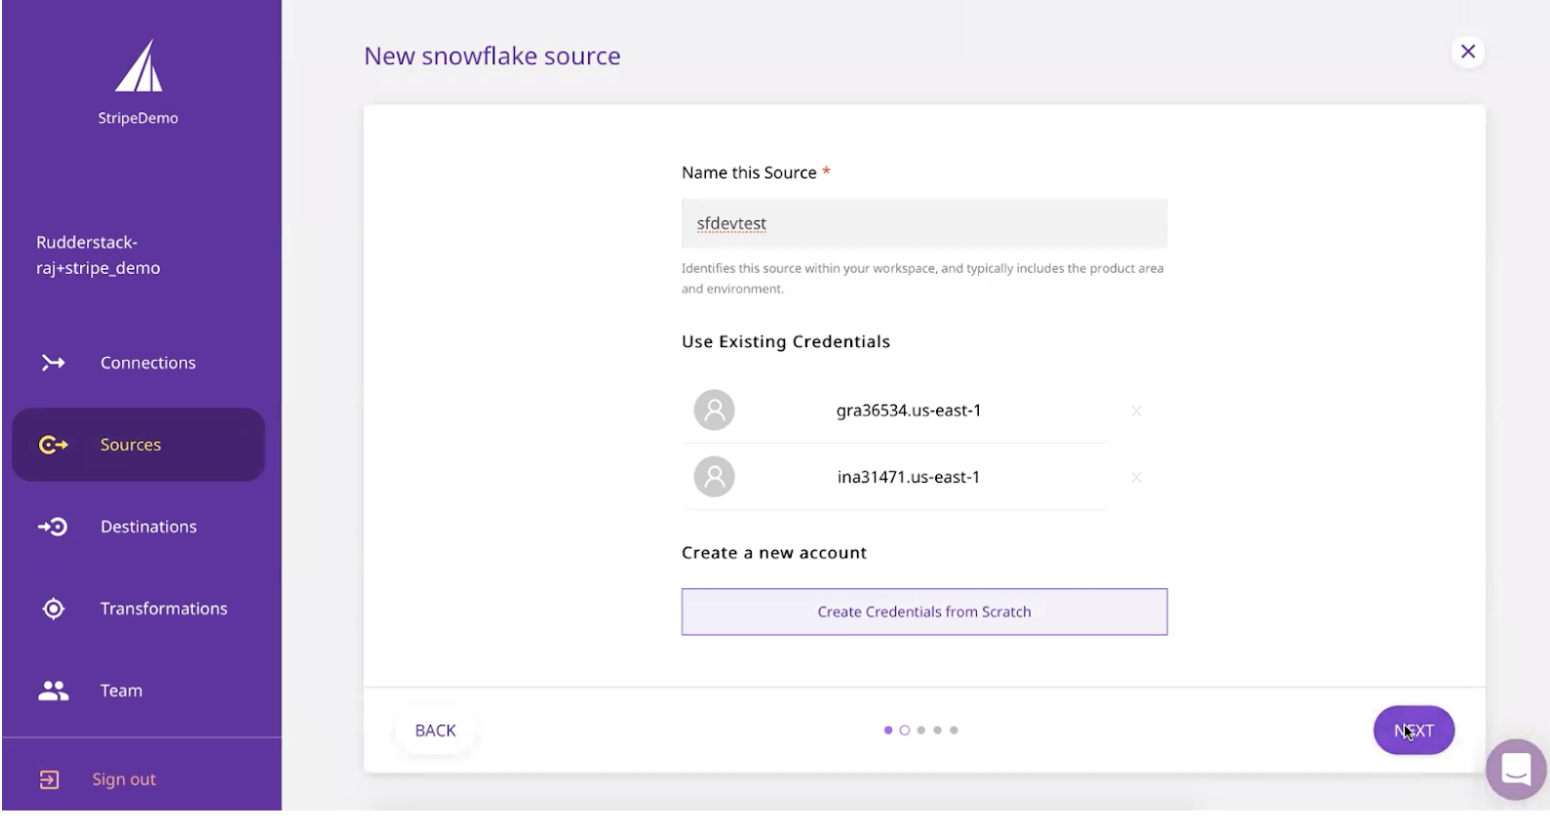 StripeDemo
Rudderstack-
raj+stripe_demo
Connections
Sources
Destinations
Transformations
Team
Sign out
New snowflake source
Name this Source *
sfdevtest
Identifies this source within your workspace, and typically includes the product area
and environment.
Use Existing Credentials
gra36534.us-east-1
ina31471.us-east-1
Create a new account
Create Credentials from Scratch
BACK
NEXT